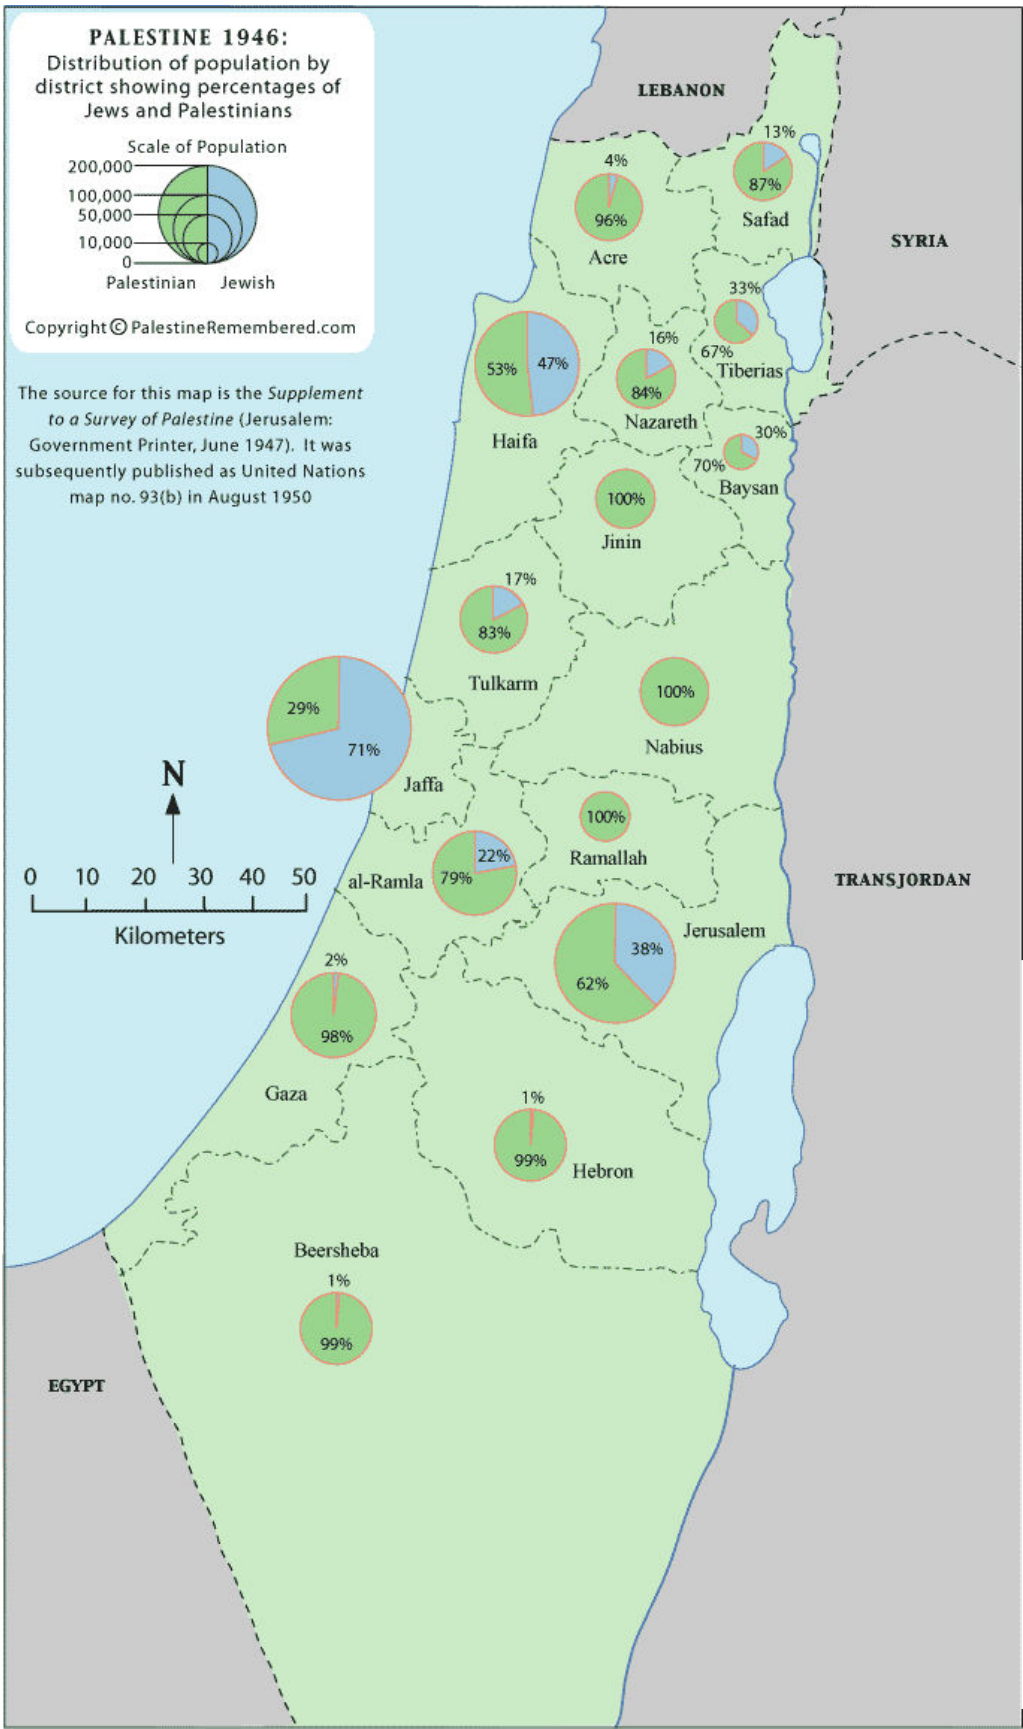 PALESTINE 1946:
Distribution of population by
district showing percentages of
Jews and Palestinians
Scale of Population
200,000
100,000
50,000
10,000
0
Palestinian Jewish
Copyright © PalestineRemembered.com
The source for this map is the Supplement
to a Survey of Palestine (Jerusalem:
Government Printer, June 1947). It was
subsequently published as United Nations
map no. 93(b) in August 1950
LEBANON
SYRIA
13%
87%
Safad
4%
96%
Acre
33%
67%
Tiberias
53%
47%
Haifa
16%
84%
Nazareth
30%
70%
Baysan
100%
Jinin
17%
83%
Tulkarm
100%
Nabius
29%
71%
Jaffa
100%
Ramallah
22%
79%
al-Ramla
N
0 10 20 30 40 50
Kilometers
TRANSJORDAN
Jerusalem
38%
62%
2%
98%
Gaza
1%
99%
Hebron
Beersheba
1%
99%
EGYPT